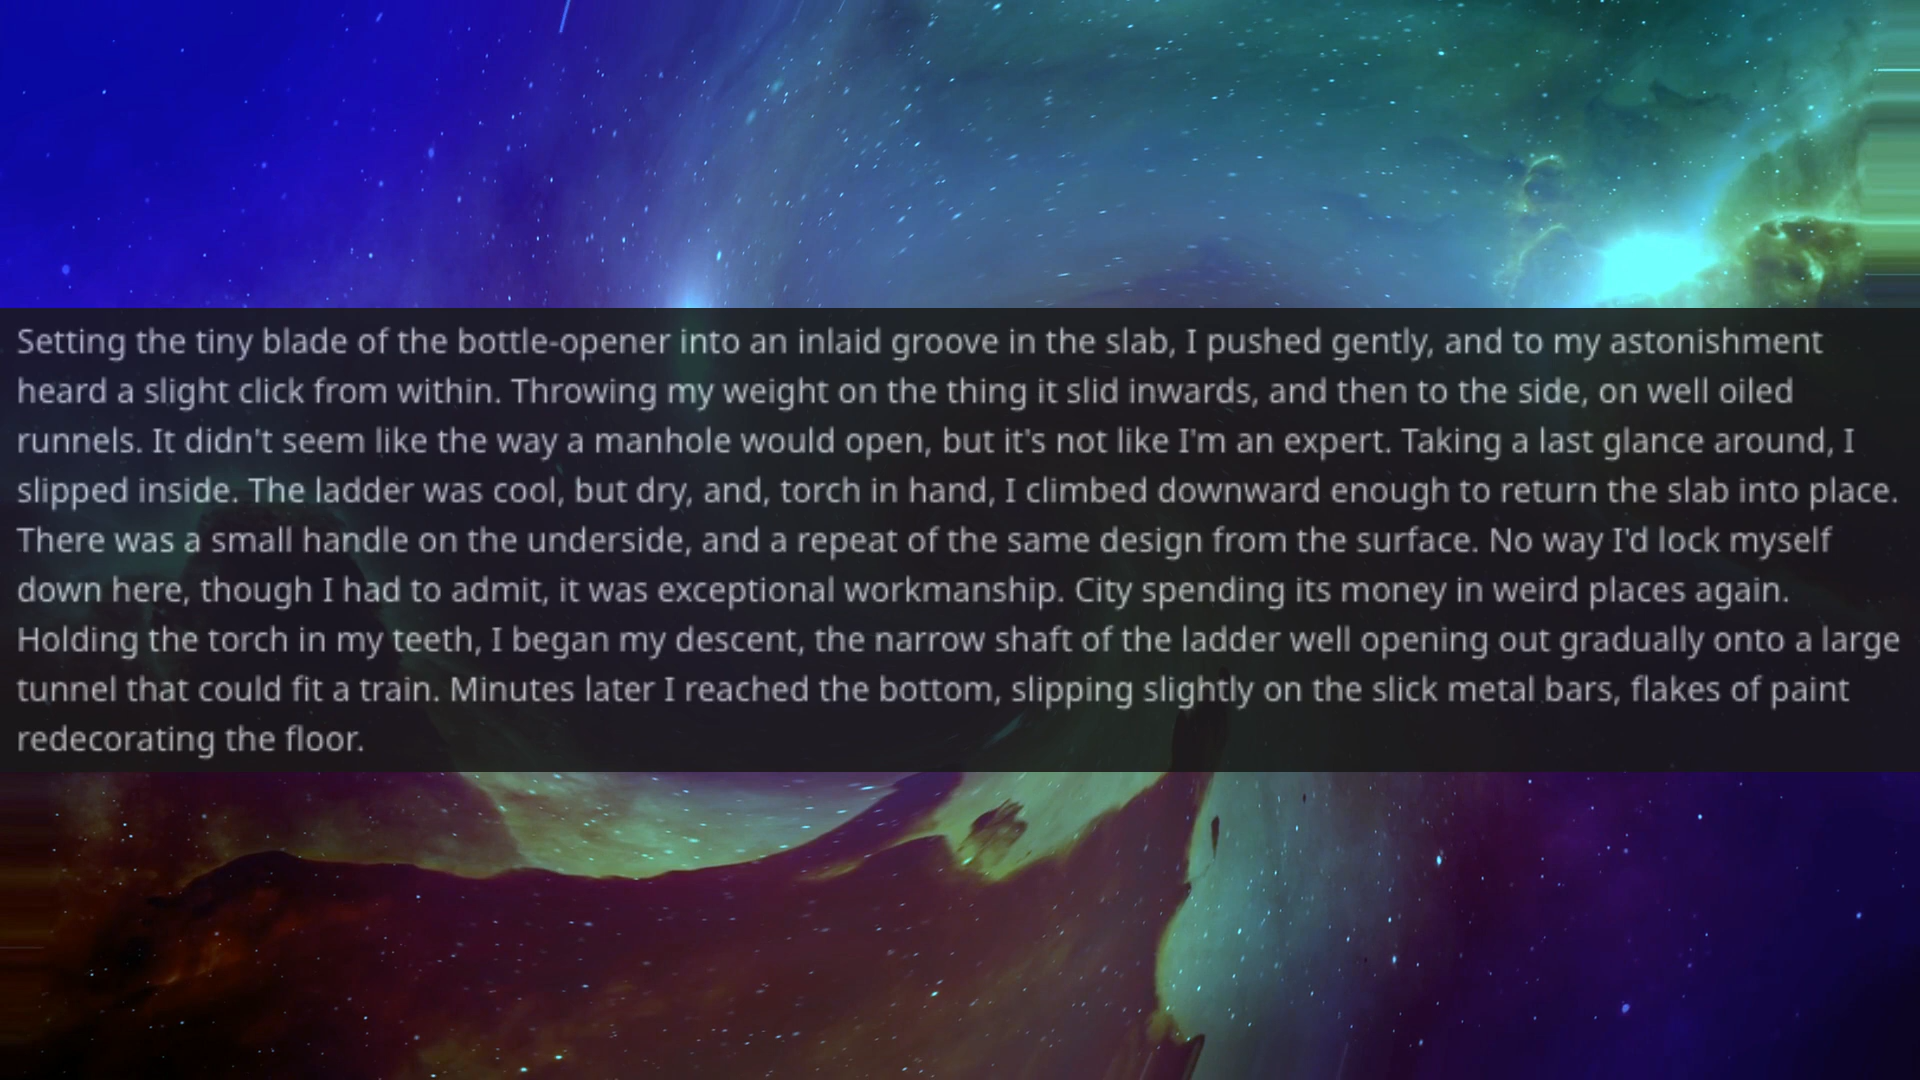 Setting the tiny blade of the bottle-opener into an inlaid groove in the slab, I pushed gently, and to my astonishment
heard a slight click from within. Throwing my weight on the thing it slid inwards, and then to the side, on well oiled
runnels. It didn't seem like the way a manhole would open, but it's not like I'm an expert. Taking a last glance around, I
slipped inside. The ladder was cool, but dry, and, torch in hand, I climbed downward enough to return the slab into place.
There was a small handle on the underside, and a repeat of the same design from the surface. No way I'd lock myself
down here, though I had to admit, it was exceptional workmanship. City spending its money in weird places again.
Holding the torch in my teeth, I began my descent, the narrow shaft of the ladder well opening out gradually onto a large
tunnel that could fit a train. Minutes later I reached the bottom, slipping slightly on the slick metal bars, flakes of paint
redecorating the floor.